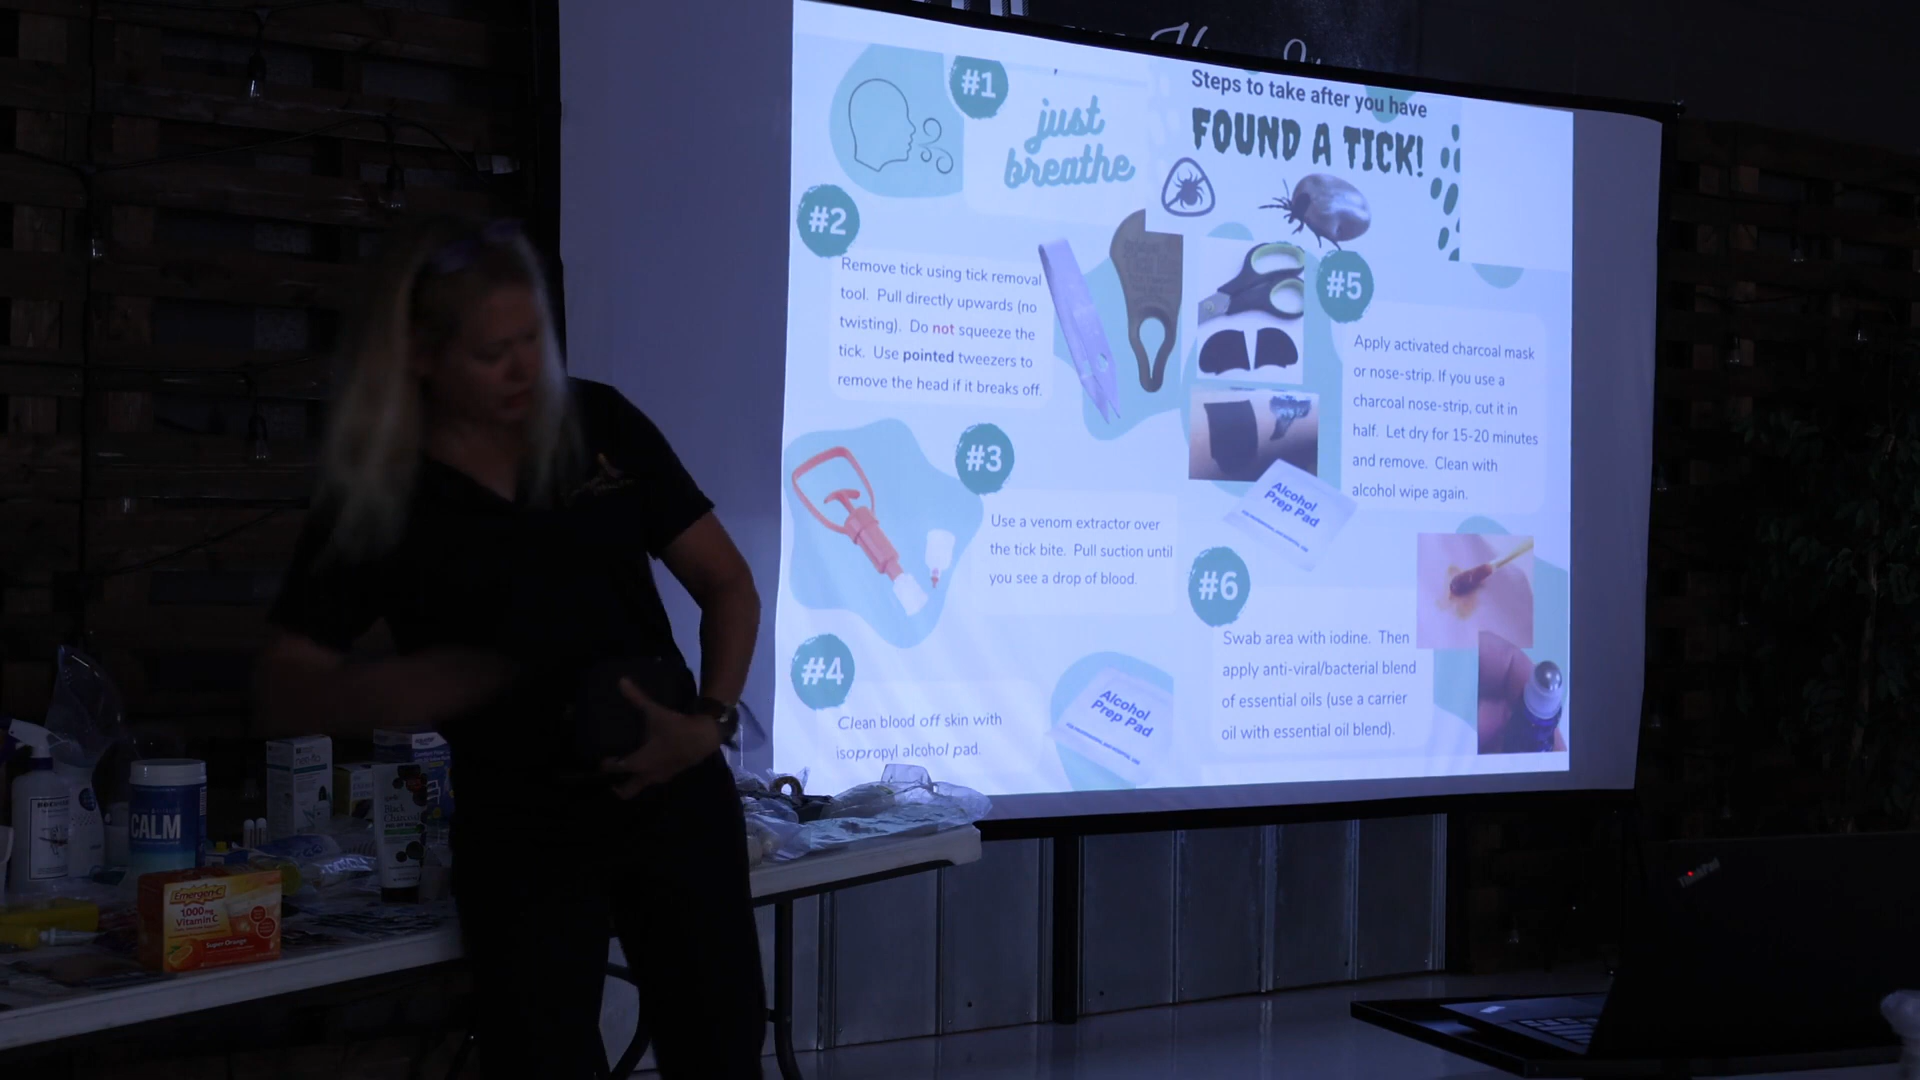 #1
just
breathe
Steps to take after you have
FOUND A TICK!
#2
Remove tick using tick removal
tool. Pull directly upwards (no
twisting). Do not squeeze the
tick. Use pointed tweezers to
remove the head if it breaks off.
#3
Use a venom extractor over
the tick bite. Pull suction until
you see a drop of blood.
#4
Clean blood off skin with
isopropyl alcohol pad.
Alcohol
Prep Pad
#5
Apply activated charcoal mask
or nose-strip. If you use a
charcoal nose-strip, cut it in
half. Let dry for 15-20 minutes
and remove. Clean with
alcohol wipe again.
Alcohol
Prep Pad
#6
Swab area with iodine. Then
apply anti-viral/bacterial blend
of essential oils (use a carrier
oil with essential oil blend).
CALM
Emergen-C
1,000mg
Vitamin C
Super Orange
Black
ThinkPad